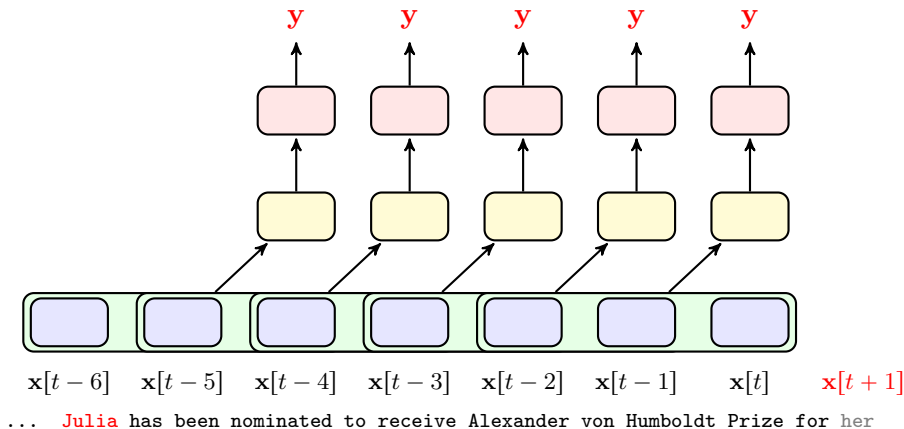 y y y y y
x[t − 6] x[t − 5] x[t − 4] x[t − 3] x[t − 2] x[t − 1] x[t] x[t + 1]
... Julia has been nominated to receive Alexander von Humboldt Prize for her